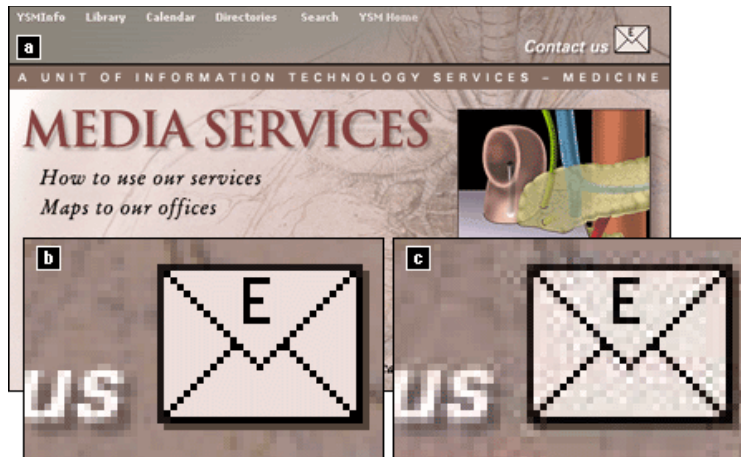 YSMInfo Library Calendar Directories Search YSM Home
a
Contact us E
A UNIT OF INFORMATION TECHNOLOGY SERVICES – MEDICINE
MEDIA SERVICES
How to use our services
Maps to our offices
b
E
us
c
E
us